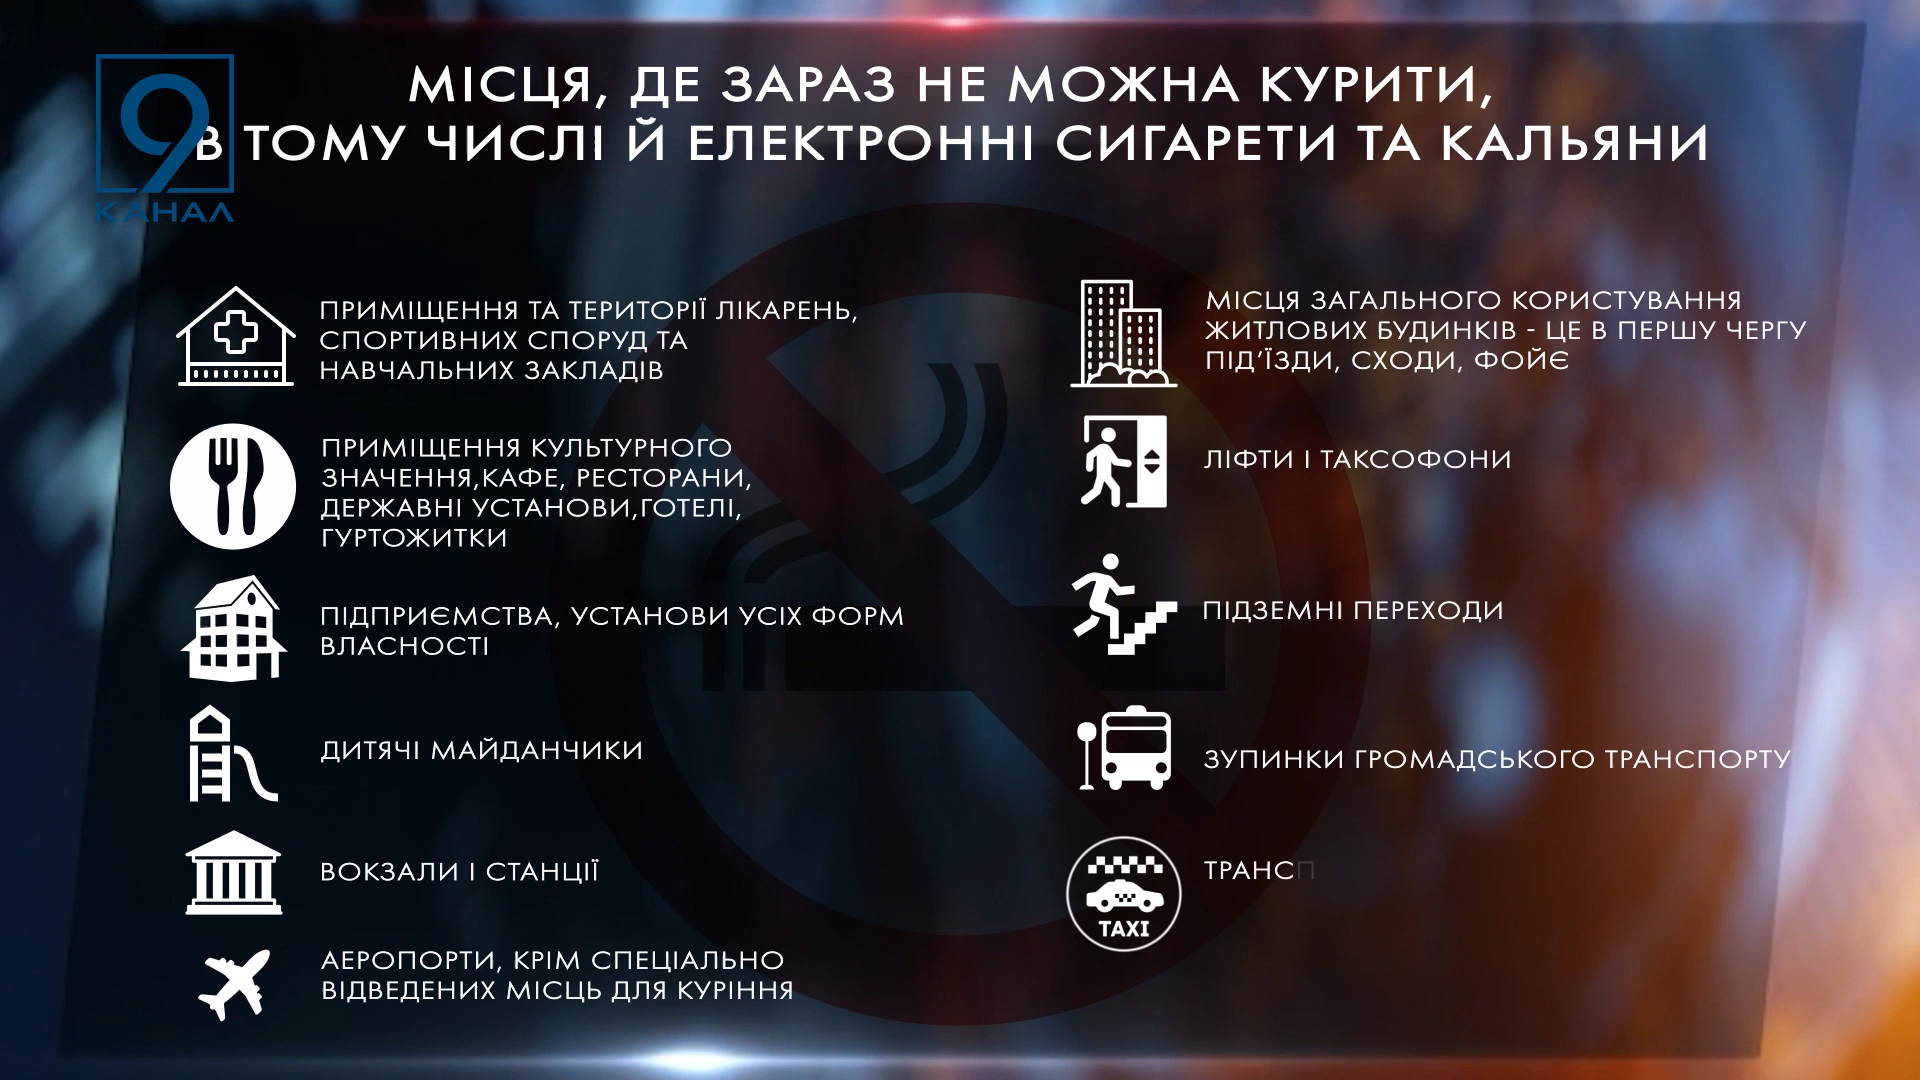 МІСЦЯ, ДЕ ЗАРАЗ НЕ МОЖНА КУРИТИ,
В ТОМУ ЧИСЛІ Й ЕЛЕКТРОННІ СИГАРЕТИ ТА КАЛЬЯНИ
9
КАНАЛ
ПРИМІЩЕННЯ ТА ТЕРИТОРІЇ ЛІКАРЕНЬ,
СПОРТИВНИХ СПОРУД ТА
НАВЧАЛЬНИХ ЗАКЛАДІВ
ПРИМІЩЕННЯ КУЛЬТУРНОГО
ЗНАЧЕННЯ,КАФЕ, РЕСТОРАНИ,
ДЕРЖАВНІ УСТАНОВИ,ГОТЕЛІ,
ГУРТОЖИТКИ
ПІДПРИЄМСТВА, УСТАНОВИ УСІХ ФОРМ
ВЛАСНОСТІ
ДИТЯЧІ МАЙДАНЧИКИ
ВОКЗАЛИ І СТАНЦІЇ
АЕРОПОРТИ, КРІМ СПЕЦІАЛЬНО
ВІДВЕДЕНИХ МІСЦЬ ДЛЯ КУРІННЯ
МІСЦЯ ЗАГАЛЬНОГО КОРИСТУВАННЯ
ЖИТЛОВИХ БУДИНКІВ - ЦЕ В ПЕРШУ ЧЕРГУ
ПІД’ЇЗДИ, СХОДИ, ФОЙЄ
ЛІФТИ І ТАКСОФОНИ
ПІДЗЕМНІ ПЕРЕХОДИ
ЗУПИНКИ ГРОМАДСЬКОГО ТРАНСПОРТУ
ТРАНСП
TAXI